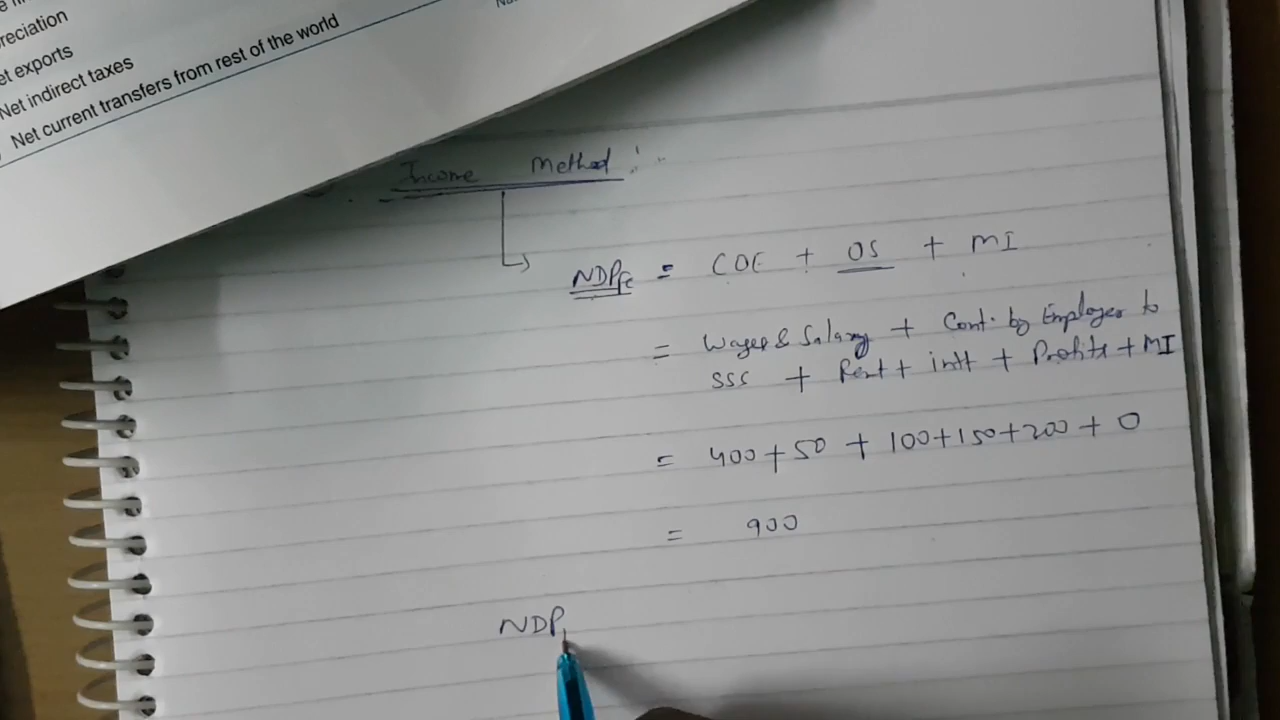 reciation
et exports
Net indirect taxes
Net current transfers from rest of the world
Income Method :
NDPfc = COE + OS + MI
= Wages & Salary + Cont. by Employer to
SSS + Rent + intt + Profits + MI
= 400 + 50 + 100 + 150 + 200 + 0
= 900
NDP